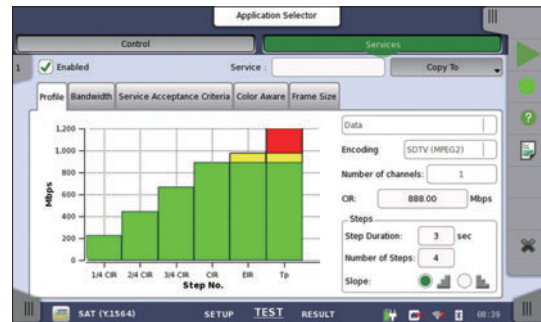 Application Selector
Control
Services
1
Enabled
Service :
Copy To
Profile
Bandwidth
Service Acceptance Criteria
Color Aware
Frame Size
1.200
1.000
800
600
400
200
0
Mbps
1/4 CIR
2/4 CIR
3/4 CIR
CIR
EIR
Tp
Step No.
Data
Encoding
SDTV (MPEG2)
Number of channels:
1
CIR:
888.00
Mbps
Steps
Step Duration:
3
sec
Number of Steps:
4
Slope:
?
SAT (Y.1564)
SETUP
TEST
RESULT
08:39